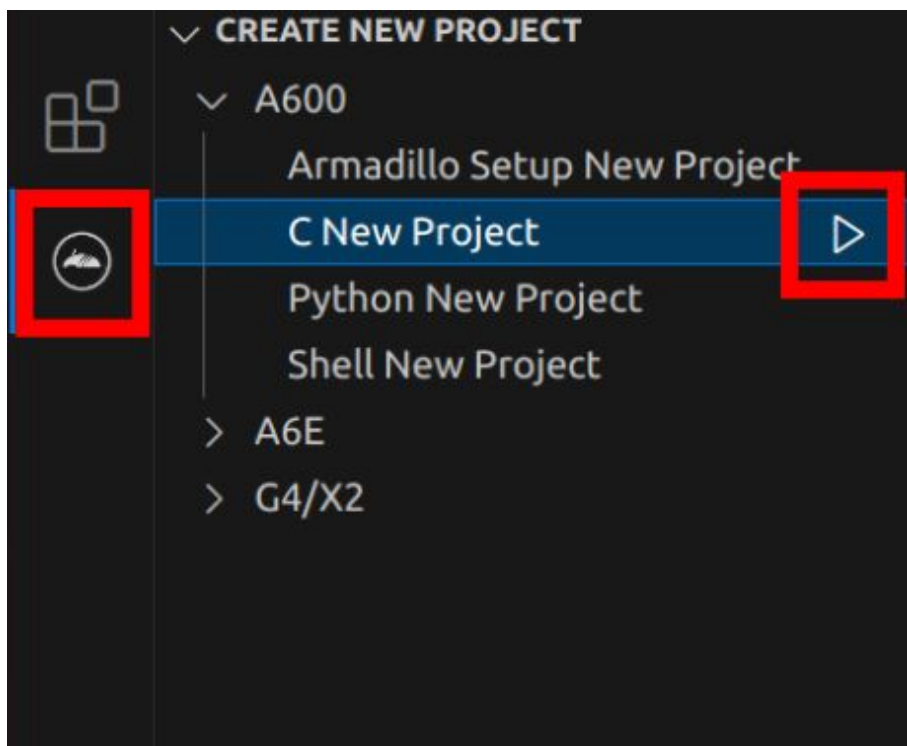 CREATE NEW PROJECT
A600
Armadillo Setup New Project
C New Project
Python New Project
Shell New Project
A6E
G4/X2